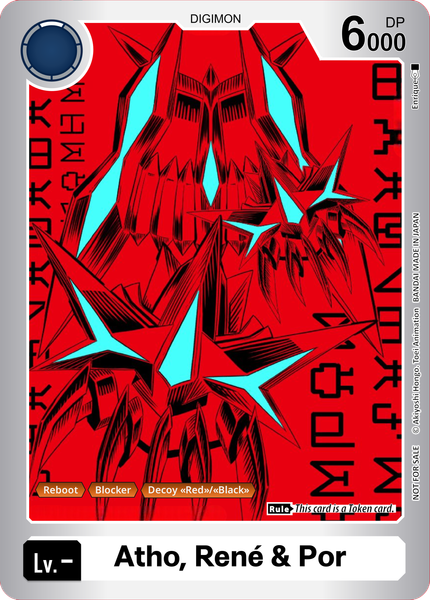 DIGIMON
DP
6000
Enrique
© Akiyoshi Hongo, Toei Animation BANDAI MADE IN JAPAN
NOT FOR SALE
Reboot
Blocker
Decoy «Red»/«Black»
Rule This card is a Token card.
Lv.-
Atho, René & Por